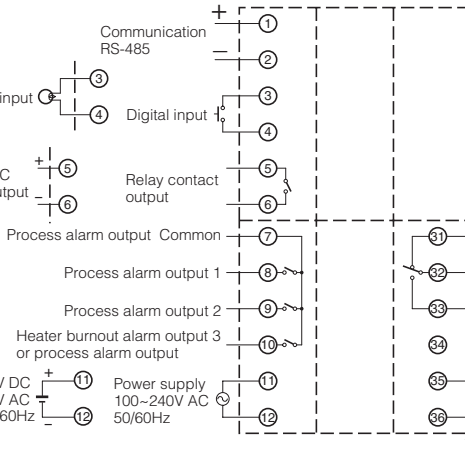 + 1
Communication
RS-485
− 2
3
input
4
3
Digital input
4
+ 5
C
− 6
5
Relay contact
output
6
Process alarm output Common 7
Process alarm output 1 8
Process alarm output 2 9
Heater burnout alarm output 3
or process alarm output
10
+ 11
V DC
V AC
60Hz
− 12
11
Power supply
100~240V AC
50/60Hz
12
31
32
33
34
35
36